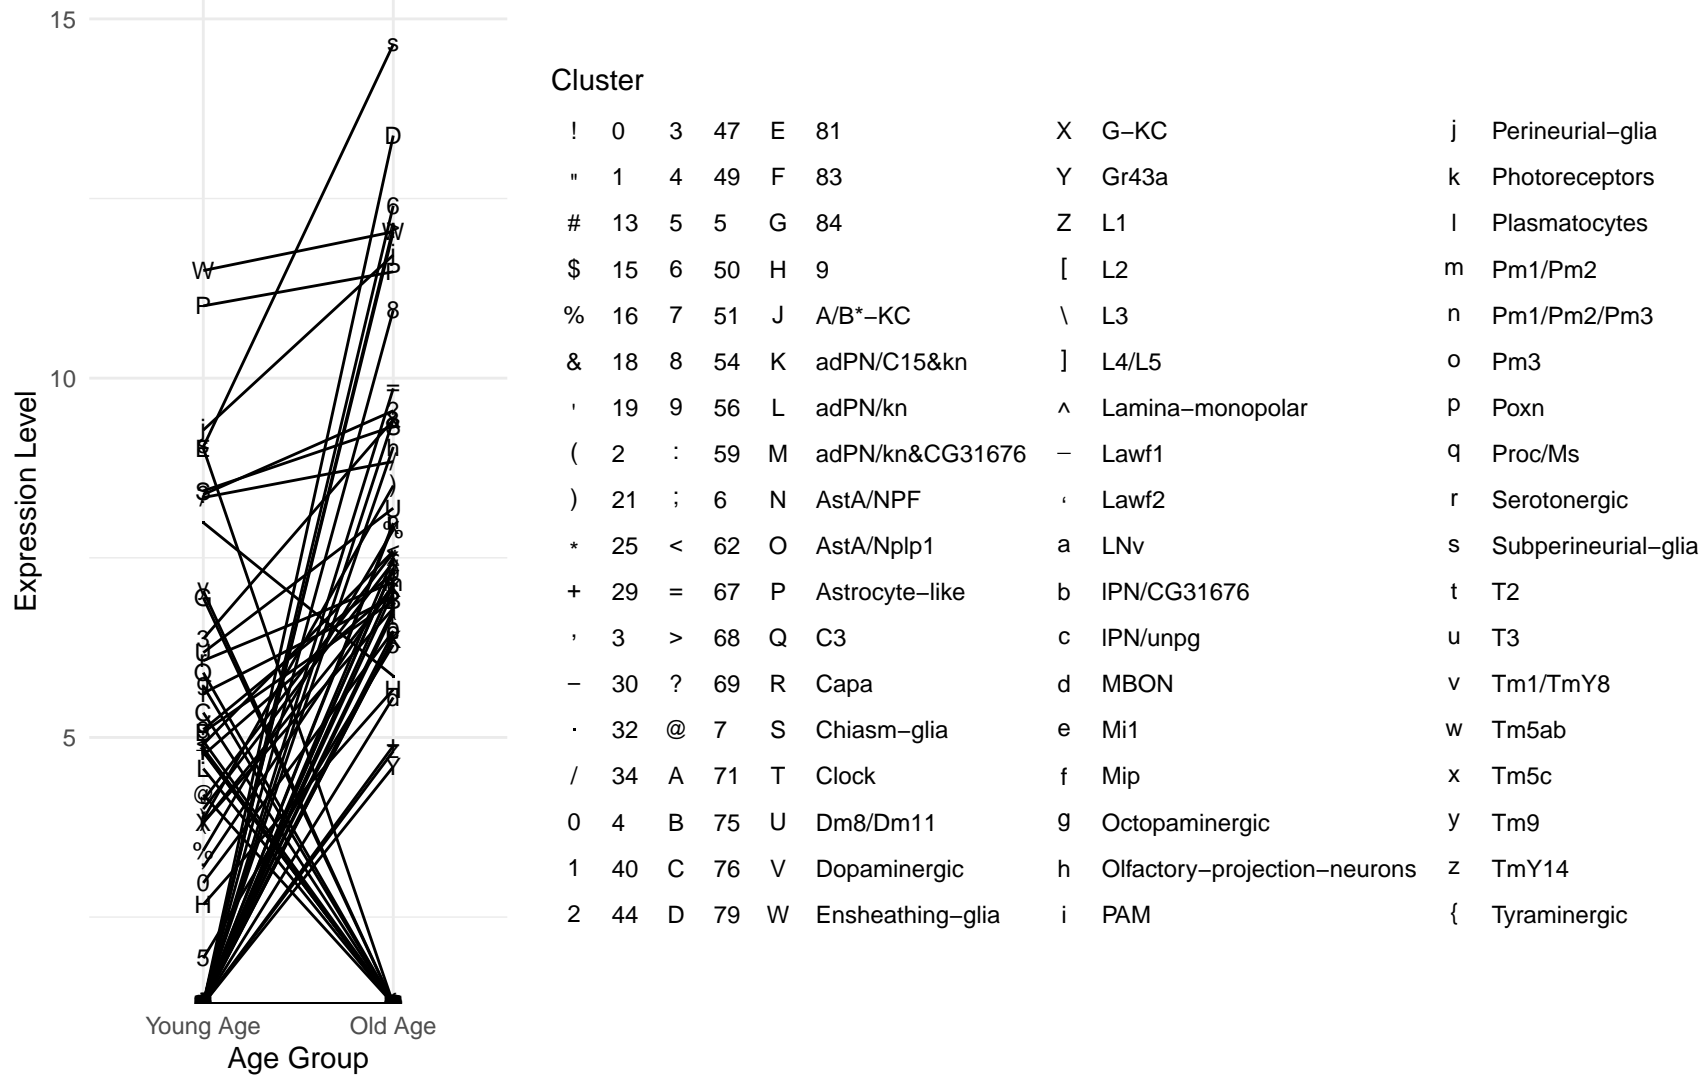 15
10
5
Expression Level
Young Age Old Age
Age Group
s
D
6
W
j
P
8
=
h
)
U
%
H
d
Y
W
P
j
E
S
G
3
U
O
C
L
@
X
%
0
H
5
Cluster
! 0 3 47 E 81 X G−KC j Perineurial−glia
" 1 4 49 F 83 Y Gr43a k Photoreceptors
# 13 5 5 G 84 Z L1 l Plasmatocytes
$ 15 6 50 H 9 [ L2 m Pm1/Pm2
% 16 7 51 J A/B*−KC \ L3 n Pm1/Pm2/Pm3
& 18 8 54 K adPN/C15&kn ] L4/L5 o Pm3
' 19 9 56 L adPN/kn ^ Lamina−monopolar p Poxn
( 2 : 59 M adPN/kn&CG31676 − Lawf1 q Proc/Ms
) 21 ; 6 N AstA/NPF ‘ Lawf2 r Serotonergic
* 25 < 62 O AstA/Nplp1 a LNv s Subperineurial−glia
+ 29 = 67 P Astrocyte−like b lPN/CG31676 t T2
, 3 > 68 Q C3 c lPN/unpg u T3
− 30 ? 69 R Capa d MBON v Tm1/TmY8
. 32 @ 7 S Chiasm−glia e Mi1 w Tm5ab
/ 34 A 71 T Clock f Mip x Tm5c
0 4 B 75 U Dm8/Dm11 g Octopaminergic y Tm9
1 40 C 76 V Dopaminergic h Olfactory−projection−neurons z TmY14
2 44 D 79 W Ensheathing−glia i PAM { Tyraminergic